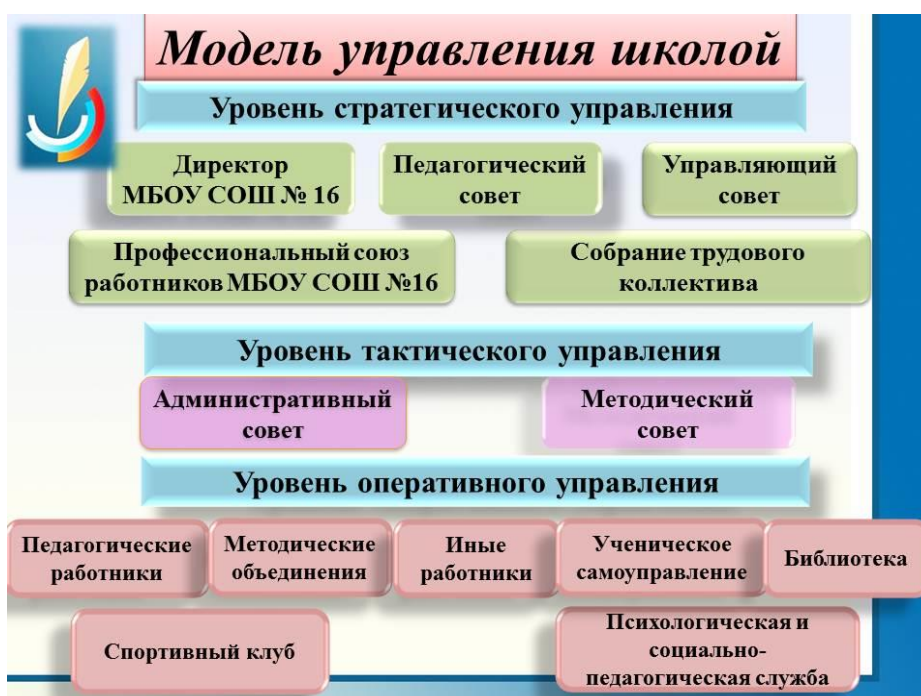 Модель управления школой
Уровень стратегического управления
Директор
МБОУ СОШ № 16
Педагогический
совет
Управляющий
совет
Профессиональный союз
работников МБОУ СОШ №16
Собрание трудового
коллектива
Уровень тактического управления
Административный
совет
Методический
совет
Уровень оперативного управления
Педагогические
работники
Методические
объединения
Иные
работники
Ученическое
самоуправление
Библиотека
Спортивный клуб
Психологическая и
социально-
педагогическая служба